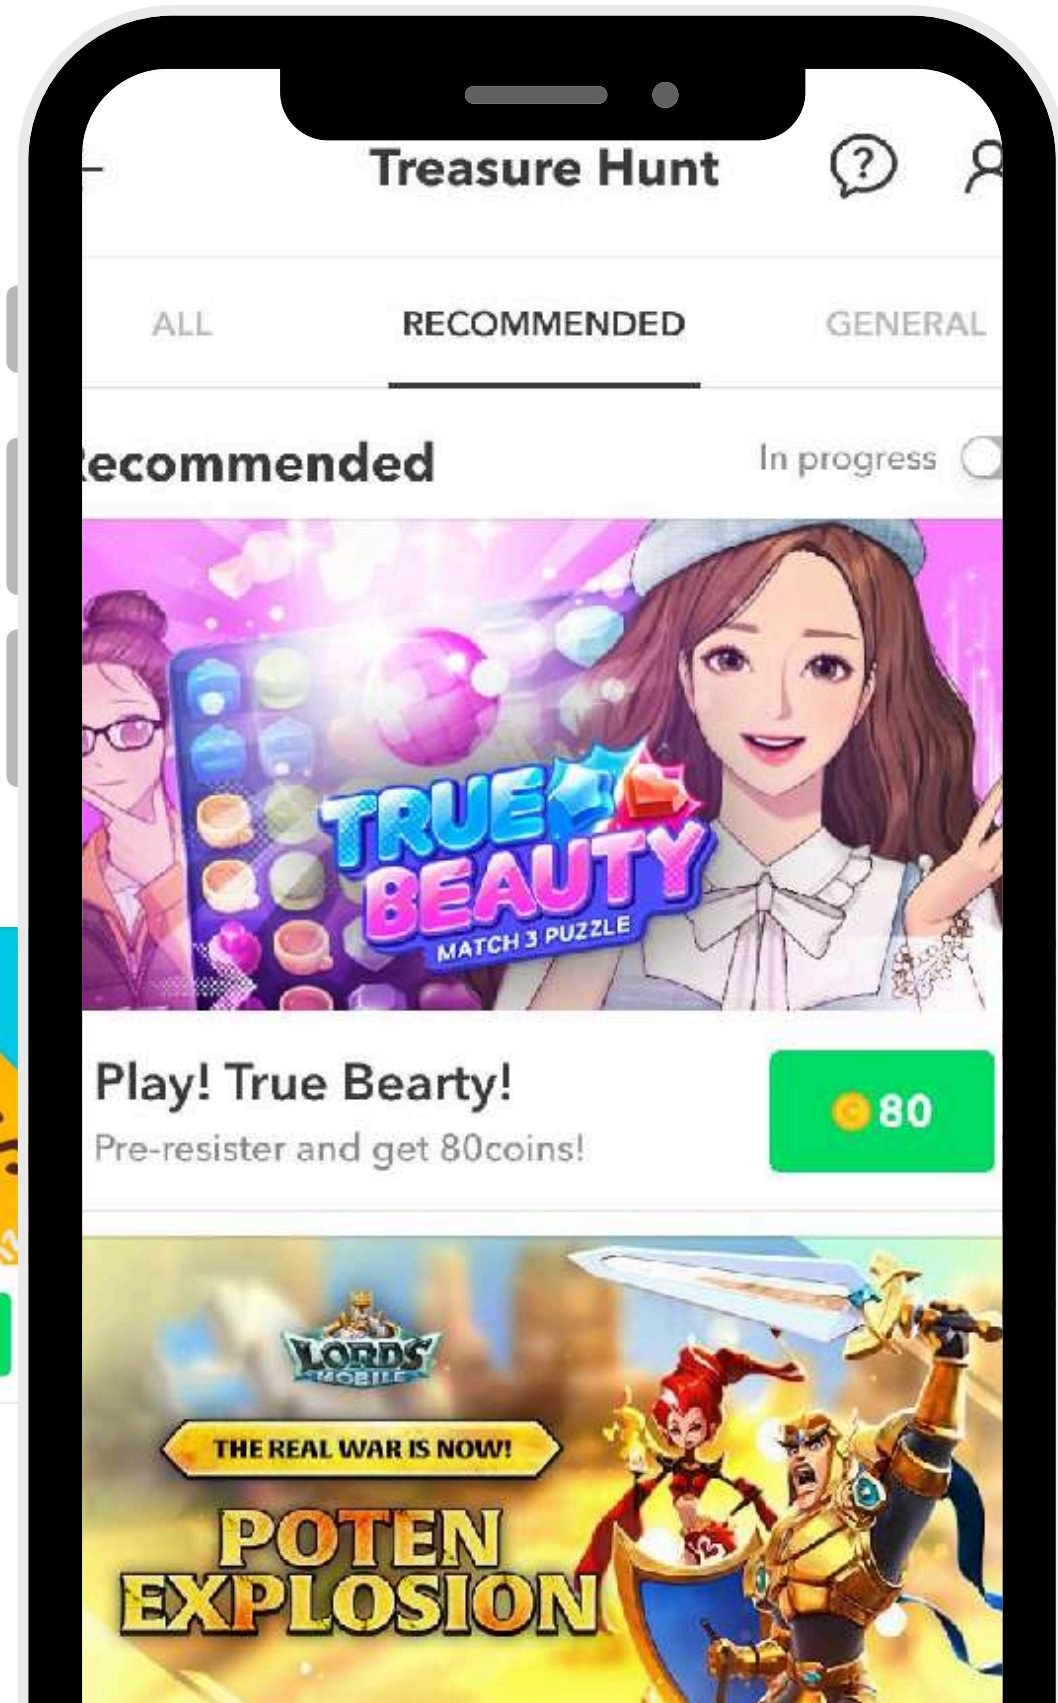 Treasure Hunt
ALL RECOMMENDED GENERAL
ecommended In progress
TRUE
BEAUTY
MATCH 3 PUZZLE
Play! True Bearty!
80
Pre-resister and get 80coins!
LORDS
MOBILE
THE REAL WAR IS NOW!
POTEN
EXPLOSION